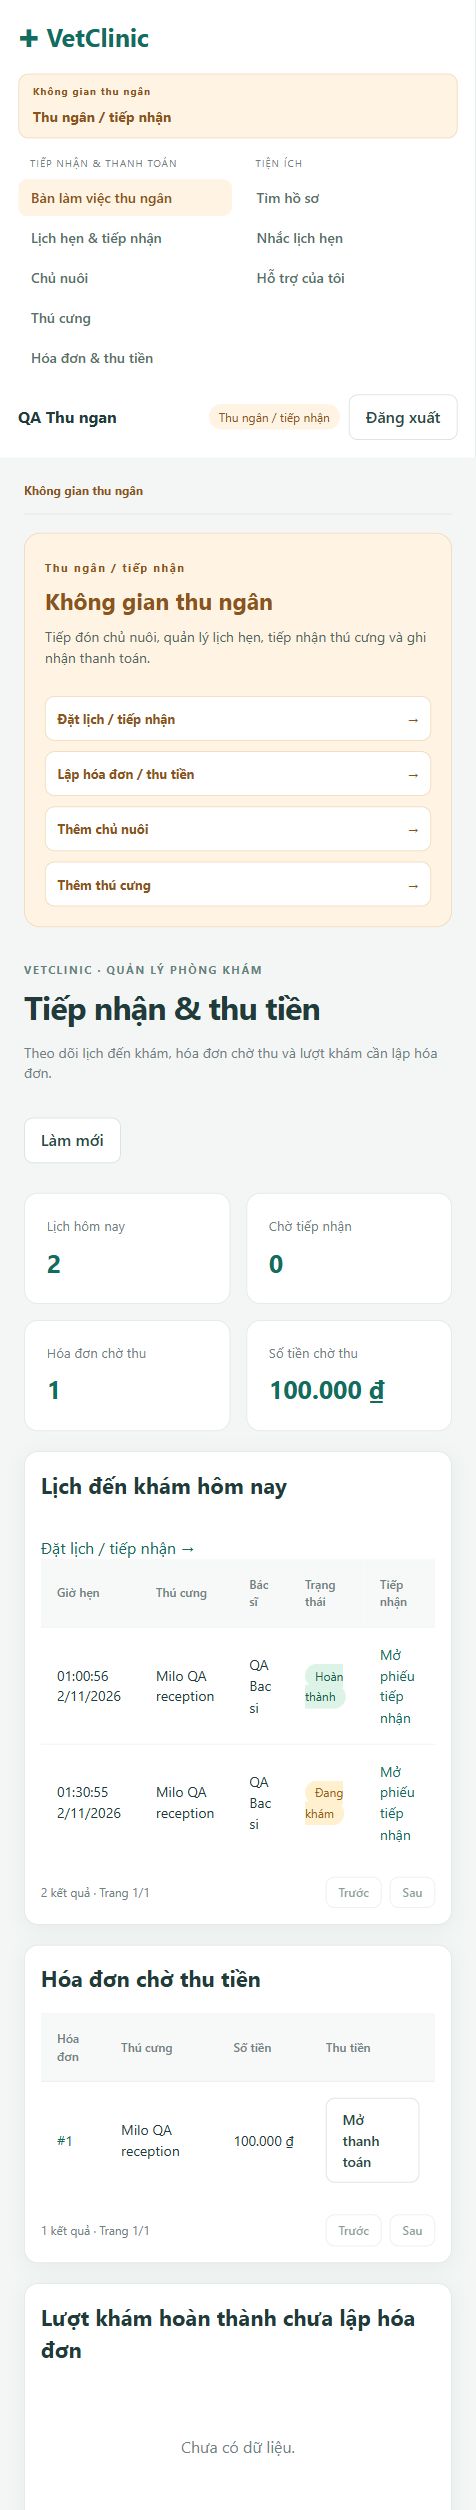 ✚ VetClinic
Không gian thu ngân
Thu ngân / tiếp nhận
TIẾP NHẬN & THANH TOÁN
Bàn làm việc thu ngân
Lịch hẹn & tiếp nhận
Chủ nuôi
Thú cưng
Hóa đơn & thu tiền
TIỆN ÍCH
Tìm hồ sơ
Nhắc lịch hẹn
Hỗ trợ của tôi
QA Thu ngan
Thu ngân / tiếp nhận
Đăng xuất
Không gian thu ngân
Thu ngân / tiếp nhận
Không gian thu ngân
Tiếp đón chủ nuôi, quản lý lịch hẹn, tiếp nhận thú cưng và ghi
nhận thanh toán.
Đặt lịch / tiếp nhận →
Lập hóa đơn / thu tiền →
Thêm chủ nuôi →
Thêm thú cưng →
VETCLINIC · QUẢN LÝ PHÒNG KHÁM
Tiếp nhận & thu tiền
Theo dõi lịch đến khám, hóa đơn chờ thu và lượt khám cần lập hóa
đơn.
Làm mới
Lịch hôm nay
2
Chờ tiếp nhận
0
Hóa đơn chờ thu
1
Số tiền chờ thu
100.000 ₫
Lịch đến khám hôm nay
Đặt lịch / tiếp nhận →
Giờ hẹn
Thú cưng
Bác
sĩ
Trạng
thái
Tiếp
nhận
01:00:56
2/11/2026
Milo QA
reception
QA
Bac
si
Hoàn
thành
Mở
phiếu
tiếp
nhận
01:30:55
2/11/2026
Milo QA
reception
QA
Bac
si
Đang
khám
Mở
phiếu
tiếp
nhận
2 kết quả · Trang 1/1
Trước
Sau
Hóa đơn chờ thu tiền
Hóa
đơn
Thú cưng
Số tiền
Thu tiền
#1
Milo QA
reception
100.000 ₫
Mở
thanh
toán
1 kết quả · Trang 1/1
Trước
Sau
Lượt khám hoàn thành chưa lập hóa
đơn
Chưa có dữ liệu.